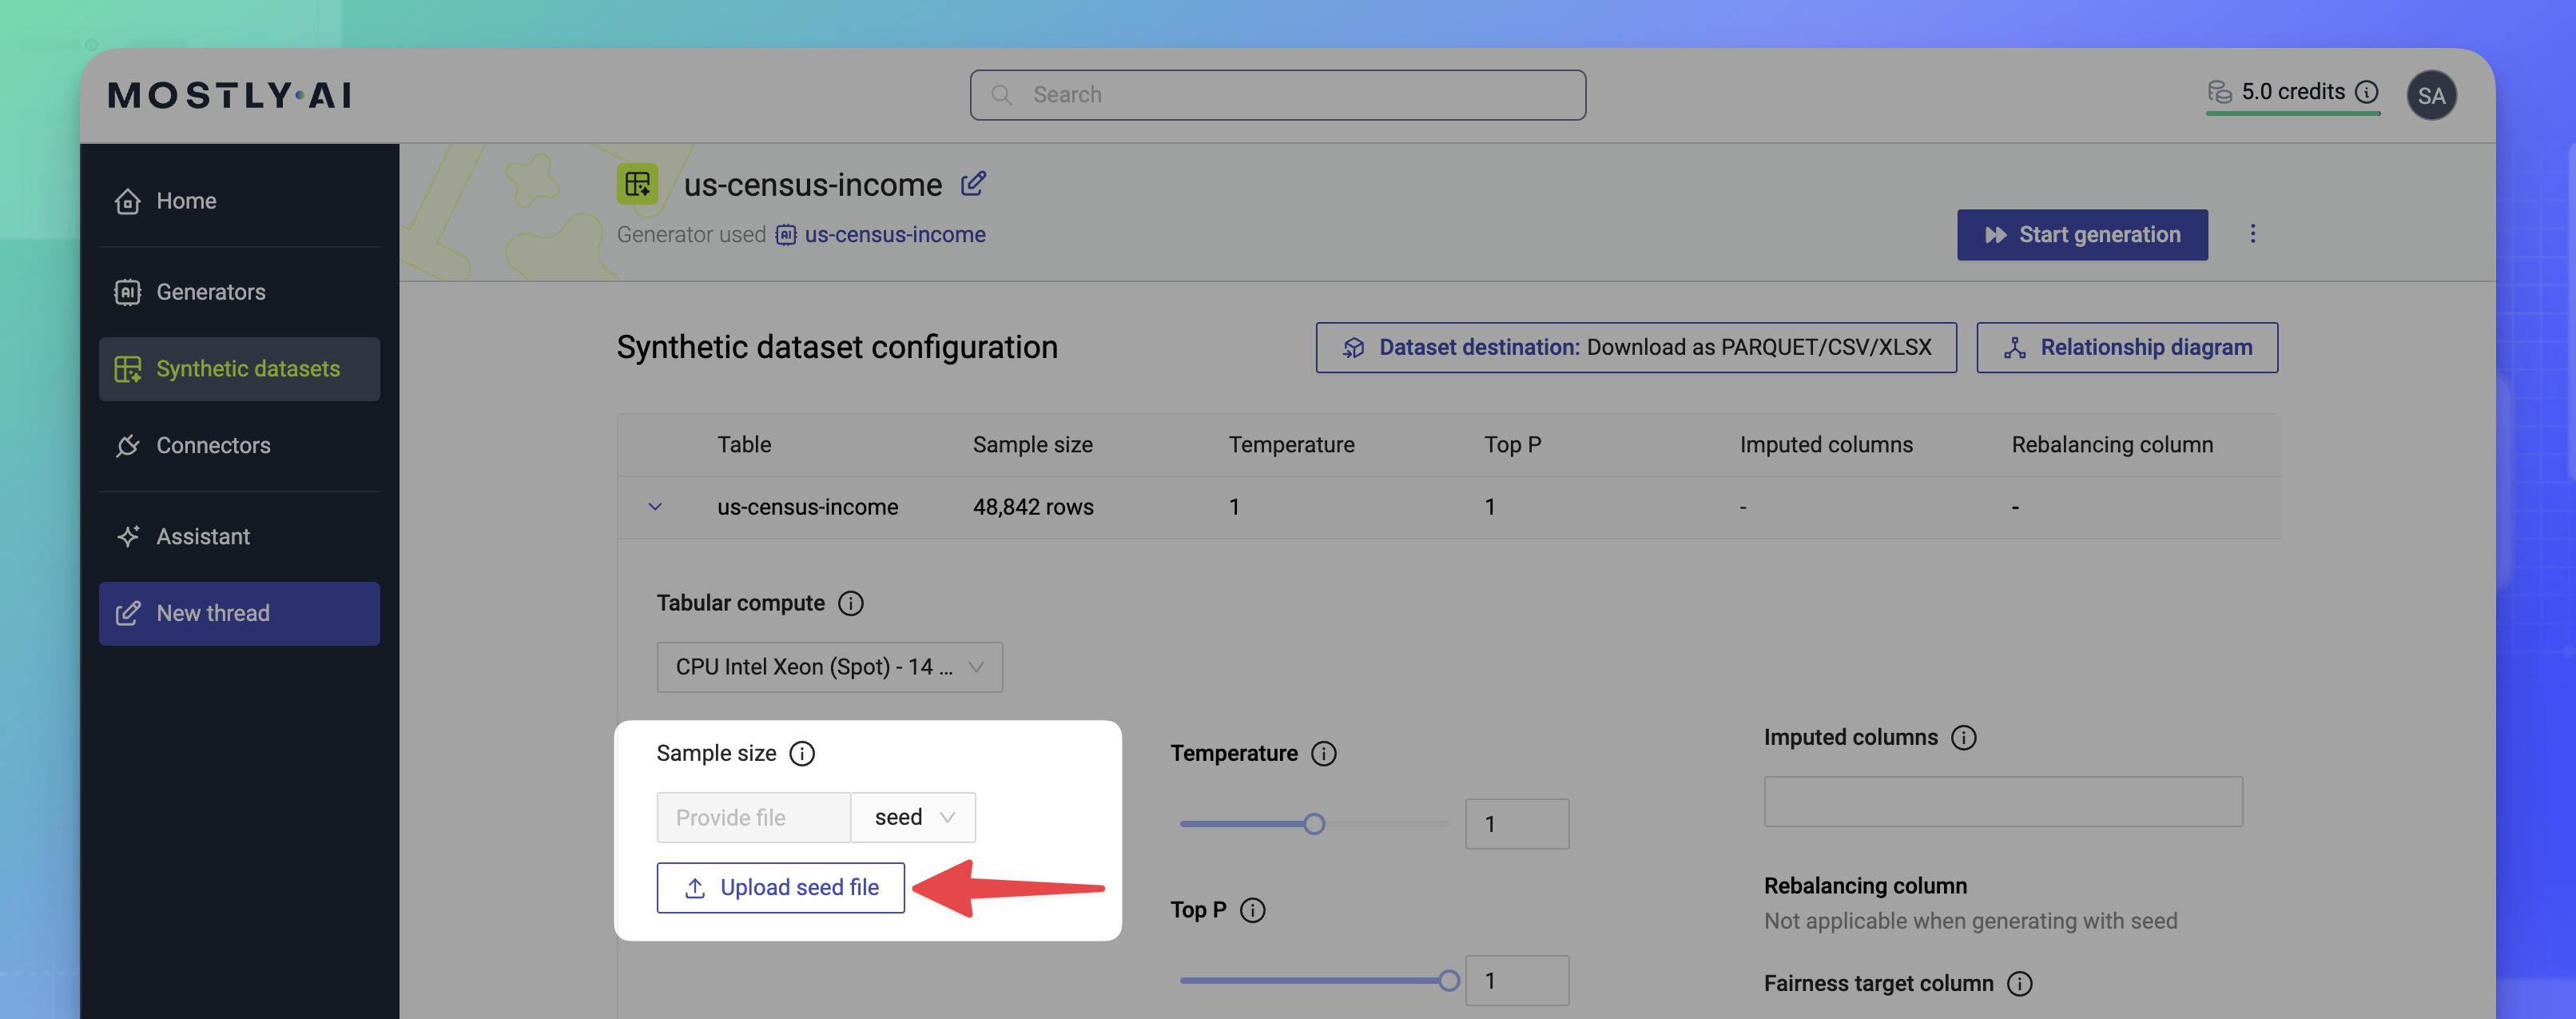 MOSTLY·AI
Search
5.0 credits
SA
Home
Generators
Synthetic datasets
Connectors
Assistant
New thread
us-census-income
Generator used us-census-income
Start generation
Synthetic dataset configuration
Dataset destination: Download as PARQUET/CSV/XLSX
Relationship diagram
Table Sample size Temperature Top P Imputed columns Rebalancing column
us-census-income 48,842 rows 1 1 - -
Tabular compute
CPU Intel Xeon (Spot) - 14 ...
Sample size
Provide file seed
Upload seed file
Temperature
1
Top P
1
Imputed columns
Rebalancing column
Not applicable when generating with seed
Fairness target column